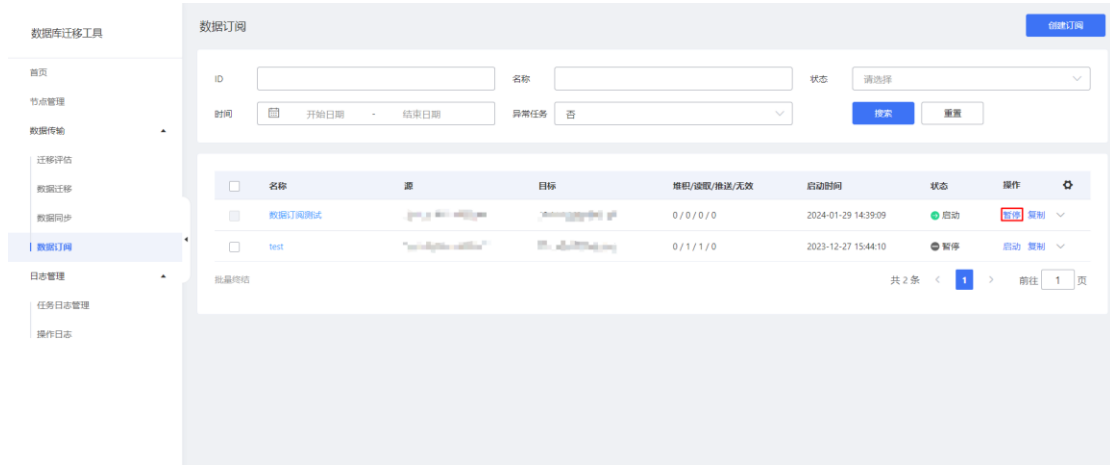 数据库迁移工具
首页
节点管理
数据传输
迁移评估
数据迁移
数据同步
数据订阅
日志管理
任务日志管理
操作日志
数据订阅 创建订阅
ID 名称 状态 请选择
时间 开始日期 - 结束日期 异常任务 否 搜索 重置
名称 源 目标 堆积/读取/推送/无效 启动时间 状态 操作
数据订阅测试 0 / 0 / 0 / 0 2024-01-29 14:39:09 启动 暂停 复制
test 0 / 1 / 1 / 0 2023-12-27 15:44:10 暂停 启动 复制
批量终结 共 2 条 < 1 > 前往 1 页